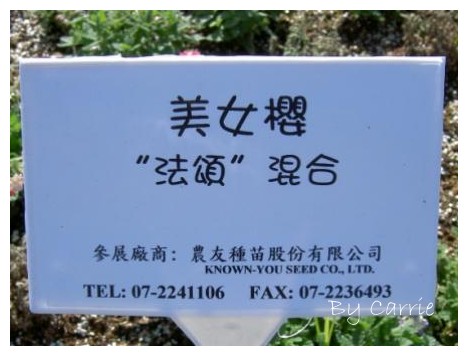 美女櫻
“法頌”混合
參展廠商：農友種苗股份有限公司
KNOWN-YOU SEED CO., LTD.
TEL: 07-2241106 FAX: 07-2236493
By Carrie